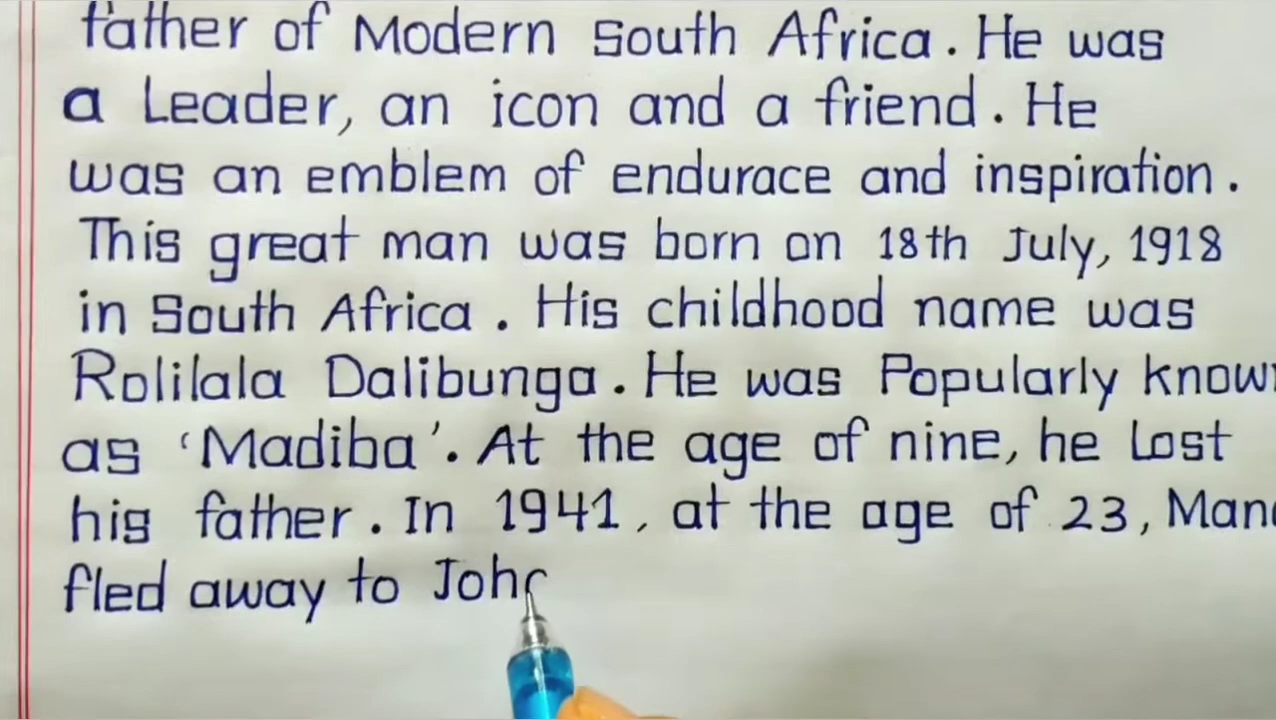 father of Modern South Africa. He was
a Leader, an icon and a friend. He
was an emblem of endurace and inspiration.
This great man was born on 18th July, 1918
in South Africa. His childhood name was
Rolilala Dalibunga. He was Popularly know
as 'Madiba'. At the age of nine, he lost
his father. In 1941, at the age of 23, Man
fled away to Joh